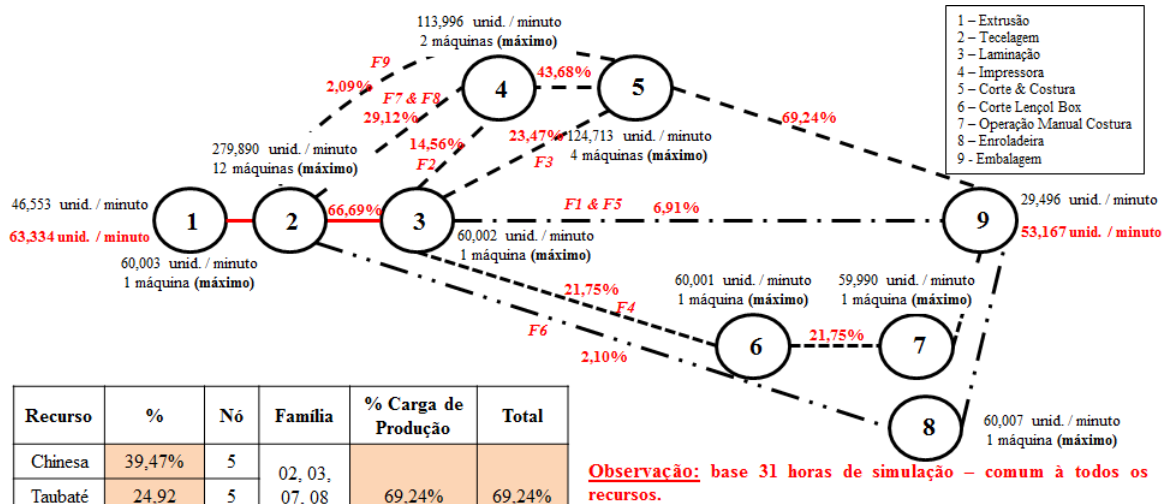 113,996 unid. / minuto
2 máquinas (máximo)
1 – Extrusão
2 – Tecelagem
3 – Laminação
4 – Impressora
5 – Corte & Costura
6 – Corte Lençol Box
7 – Operação Manual Costura
8 – Enroladeira
9 - Embalagem
F9
2,09%
4
43,68%
5
F7 & F8
29,12%
69,24%
14,56%
F2
23,47%
F3
124,713 unid. / minuto
4 máquinas (máximo)
279,890 unid. / minuto
12 máquinas (máximo)
46,553 unid. / minuto
63,334 unid. / minuto
1
2
66,69%
3
F1 & F5
6,91%
9
29,496 unid. / minuto
53,167 unid. / minuto
60,003 unid. / minuto
1 máquina (máximo)
60,002 unid. / minuto
1 máquina (máximo)
60,001 unid. / minuto
1 máquina (máximo)
59,990 unid. / minuto
1 máquina (máximo)
21,75%
F4
F6
2,10%
6
21,75%
7
8
60,007 unid. / minuto
1 máquina (máximo)
Recurso % Nó Família % Carga de Produção Total
Chinesa 39,47% 5 02, 03,
Taubaté 24,92 5 07, 08 69,24% 69,24%
Observação: base 31 horas de simulação – comum à todos os
recursos.